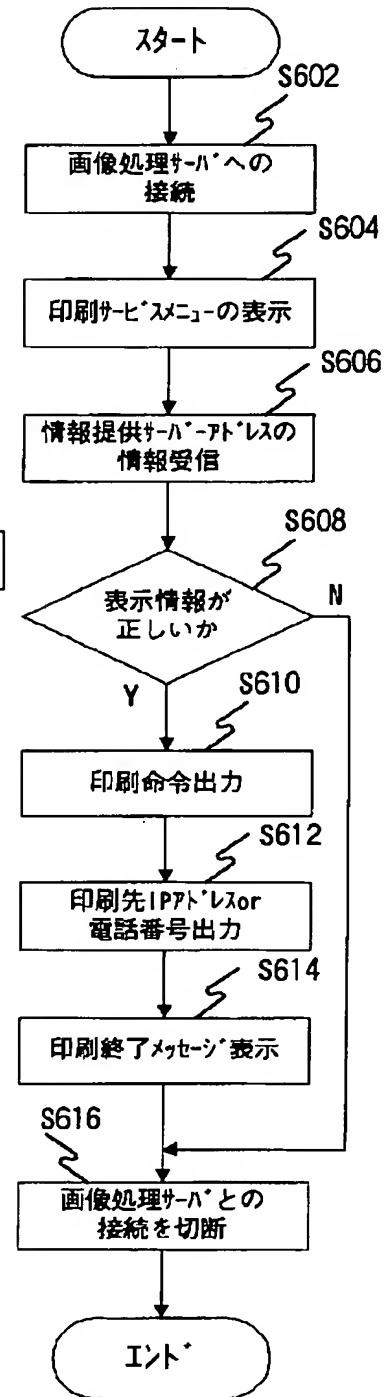 スタート
S602
画像処理ｻｰﾊﾞへの
接続
S604
印刷ｻｰﾋﾞｽﾒﾆｭｰの表示
S606
情報提供ｻｰﾊﾞｰｱﾄﾞﾚｽの
情報受信
S608
表示情報が
正しいか
N
Y
S610
印刷命令出力
S612
印刷先IPｱﾄﾞﾚｽor
電話番号出力
S614
印刷終了ﾒｯｾｰｼﾞ表示
S616
画像処理ｻｰﾊﾞとの
接続を切断
エンド